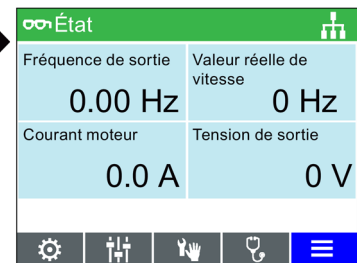 État
Fréquence de sortie
0.00 Hz
Valeur réelle de
vitesse
0 Hz
Courant moteur
0.0 A
Tension de sortie
0 V